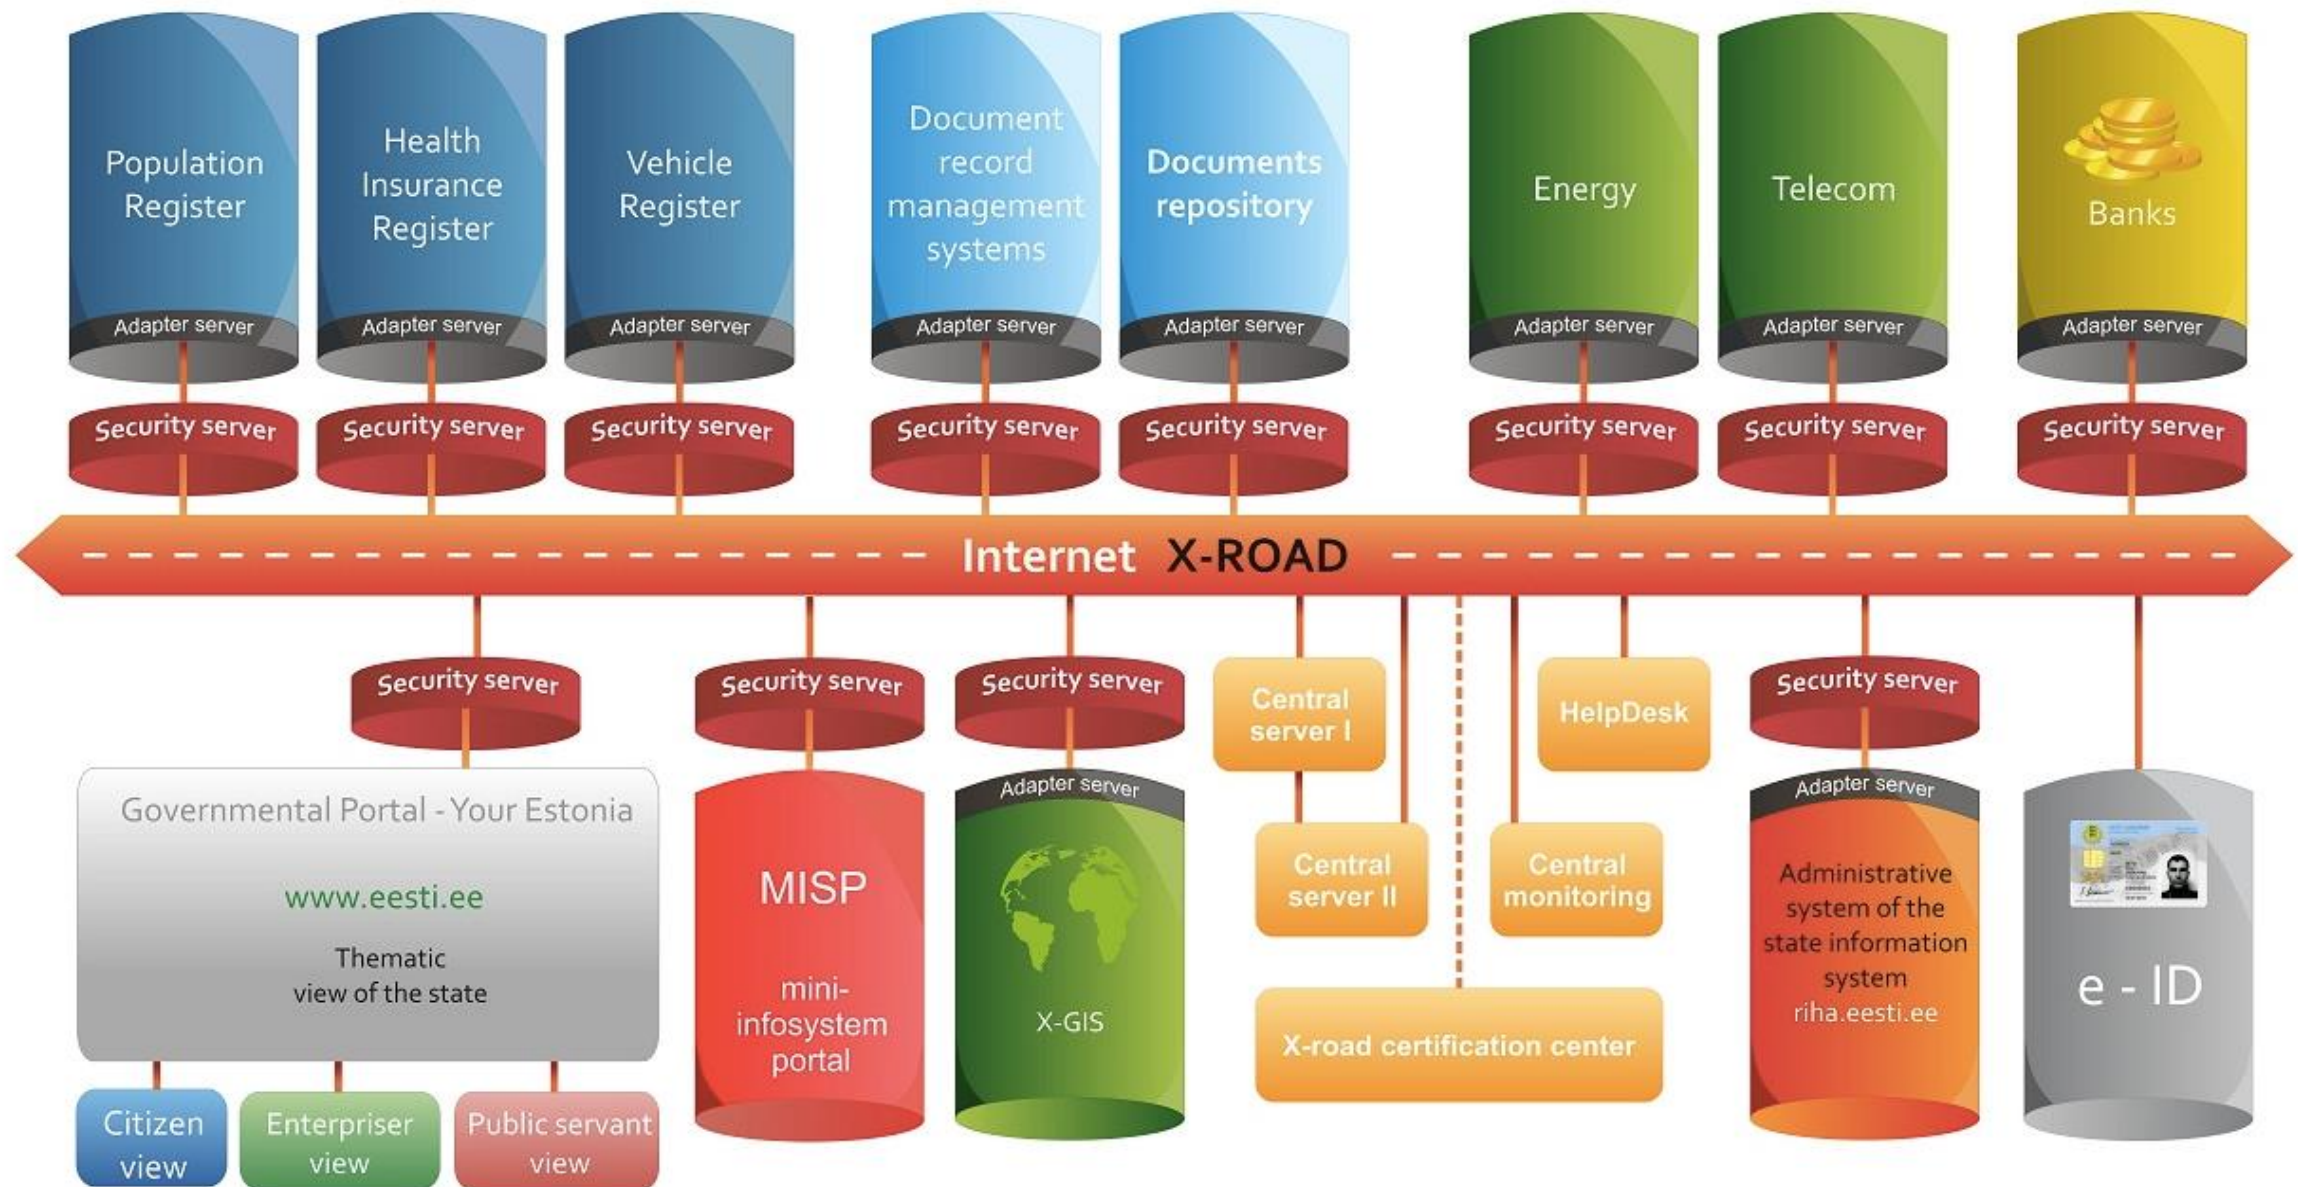 Population
Register
Health
Insurance
Register
Vehicle
Register
Document
record
management
systems
Documents
repository
Energy
Telecom
Banks
Adapter server
Adapter server
Adapter server
Adapter server
Adapter server
Adapter server
Adapter server
Adapter server
Security server
Security server
Security server
Security server
Security server
Security server
Security server
Security server
Internet X-ROAD
Security server
Security server
Security server
Security server
Governmental Portal - Your Estonia
www.eesti.ee
Thematic
view of the state
Citizen
view
Enterpriser
view
Public servant
view
MISP
mini-
infosystem
portal
Adapter server
X-GIS
Central
server I
Central
server II
HelpDesk
Central
monitoring
X-road certification center
Adapter server
Administrative
system of the
state information
system
riha.eesti.ee
e - ID